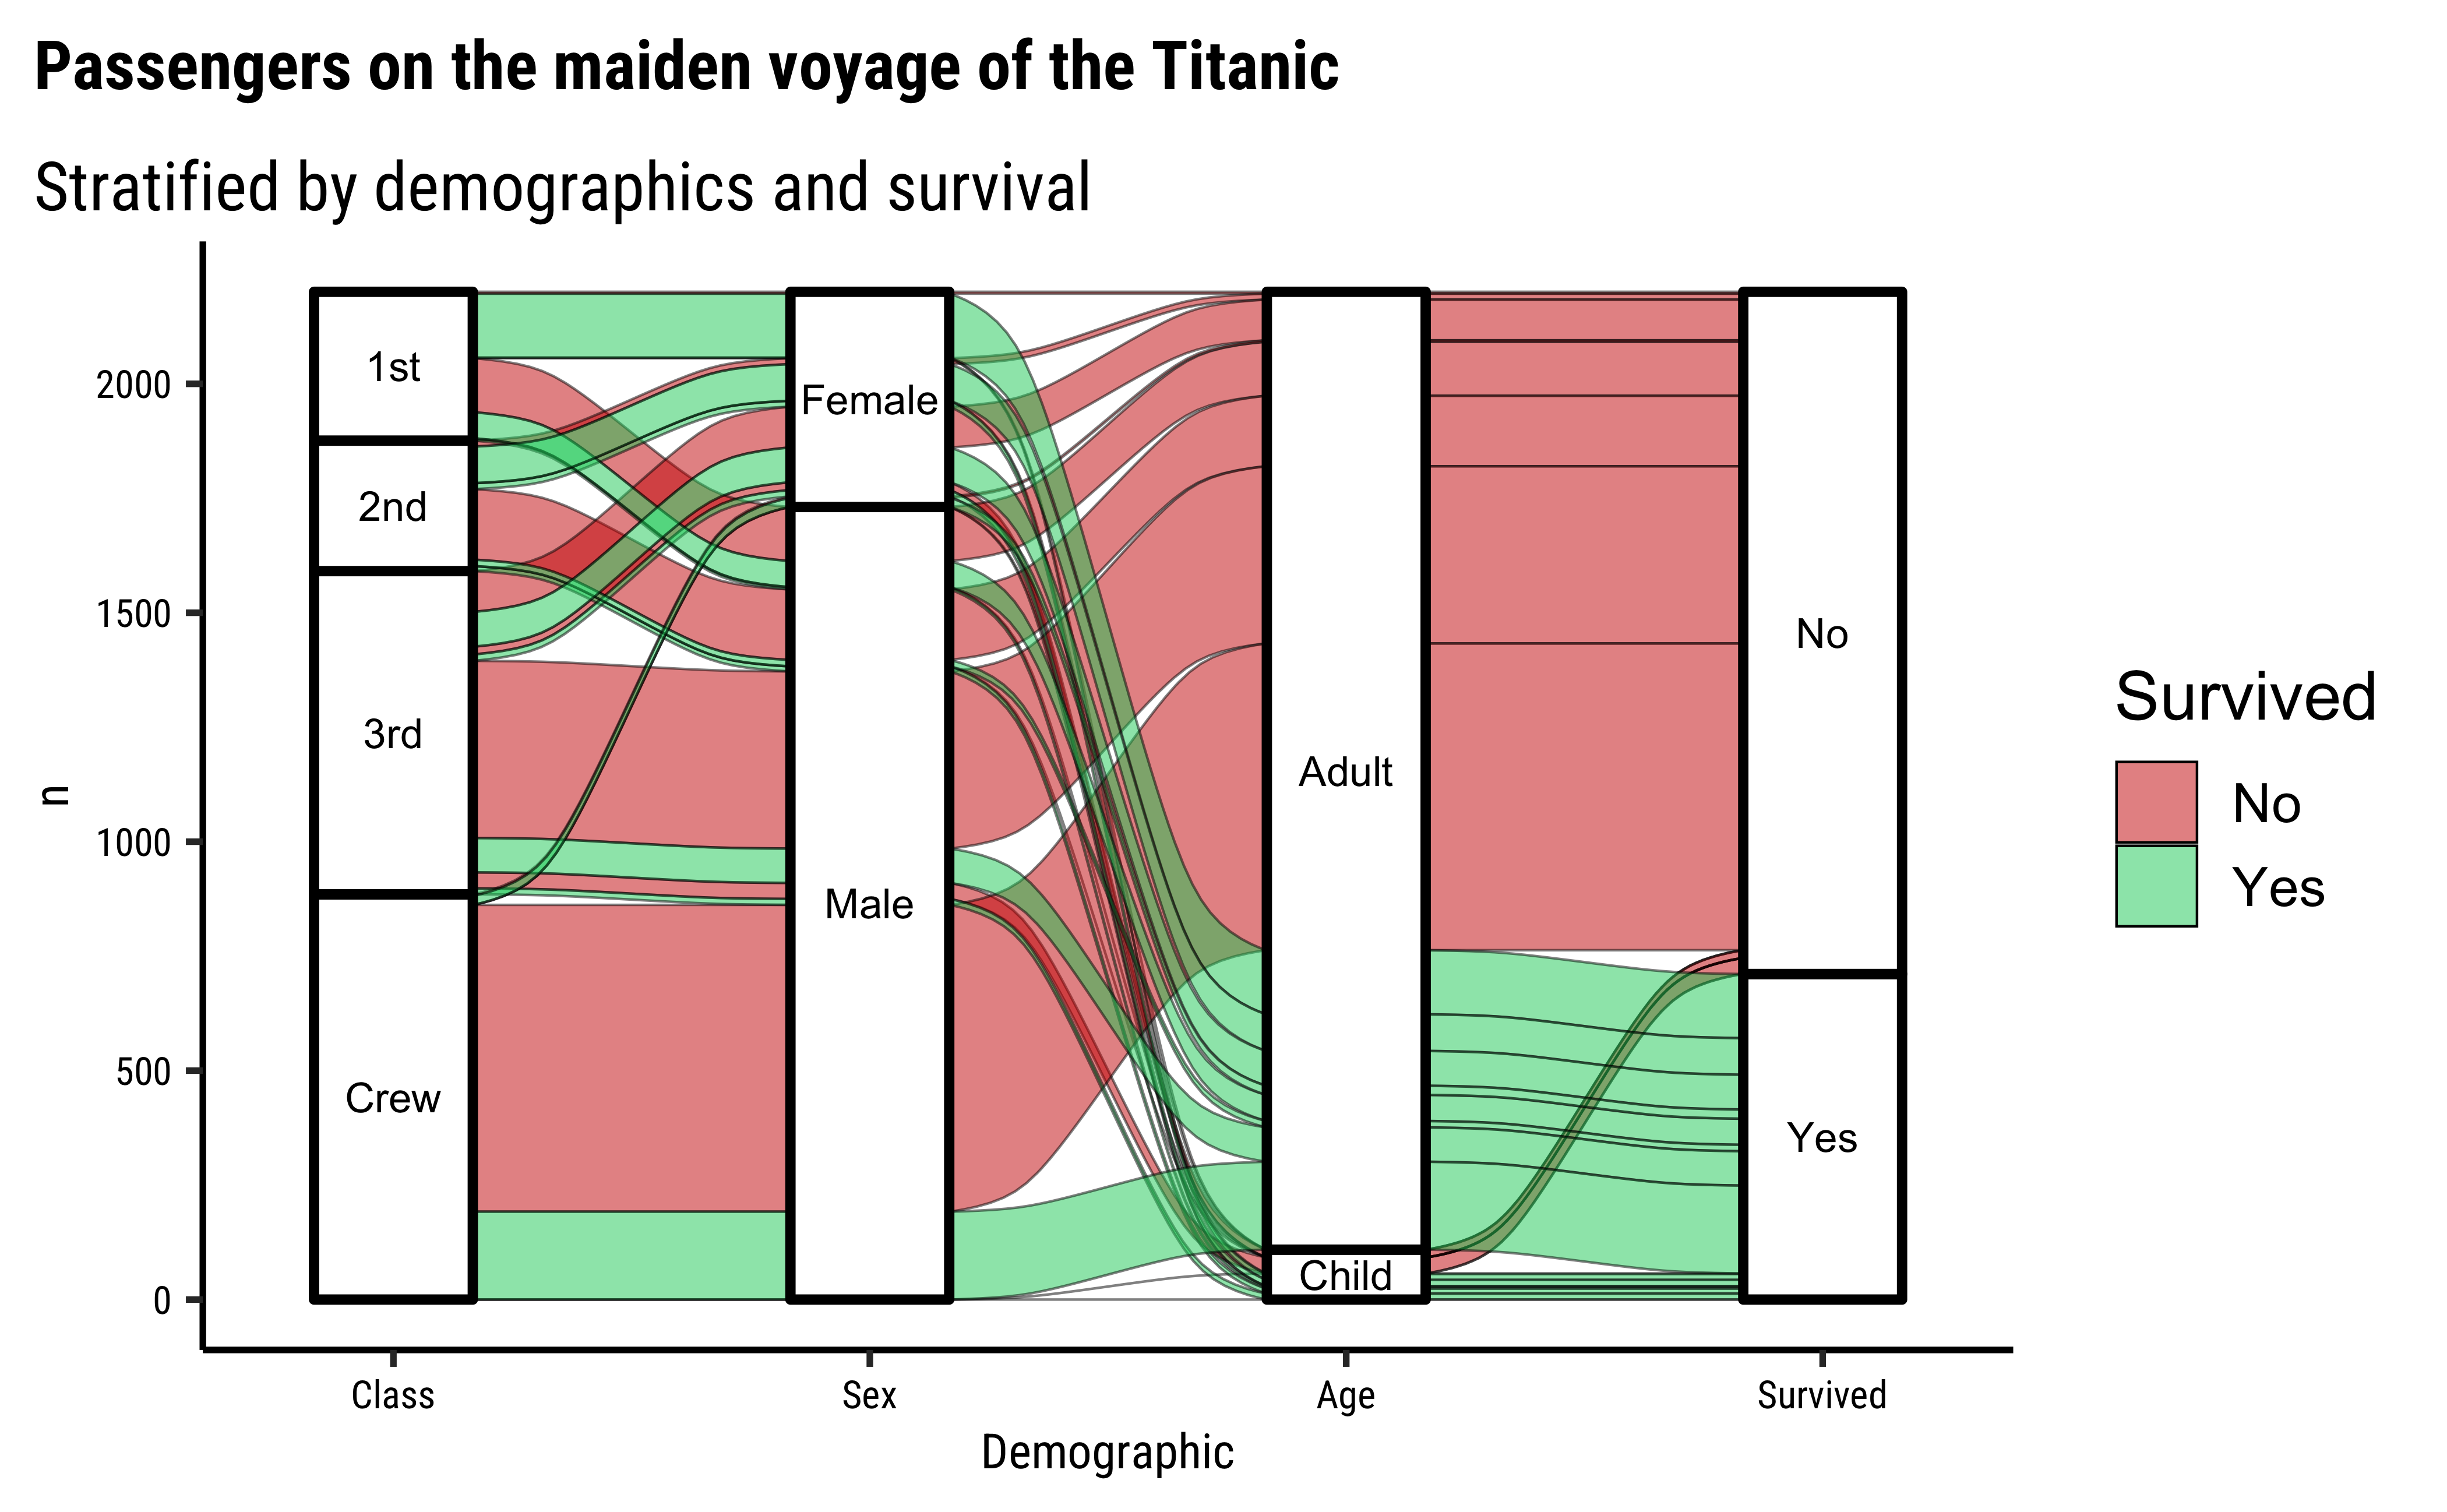 Passengers on the maiden voyage of the Titanic
Stratified by demographics and survival
n
2000
1500
1000
500
0
1st
2nd
3rd
Crew
Female
Male
Adult
Child
No
Yes
Class
Sex
Age
Survived
Demographic
Survived
No
Yes